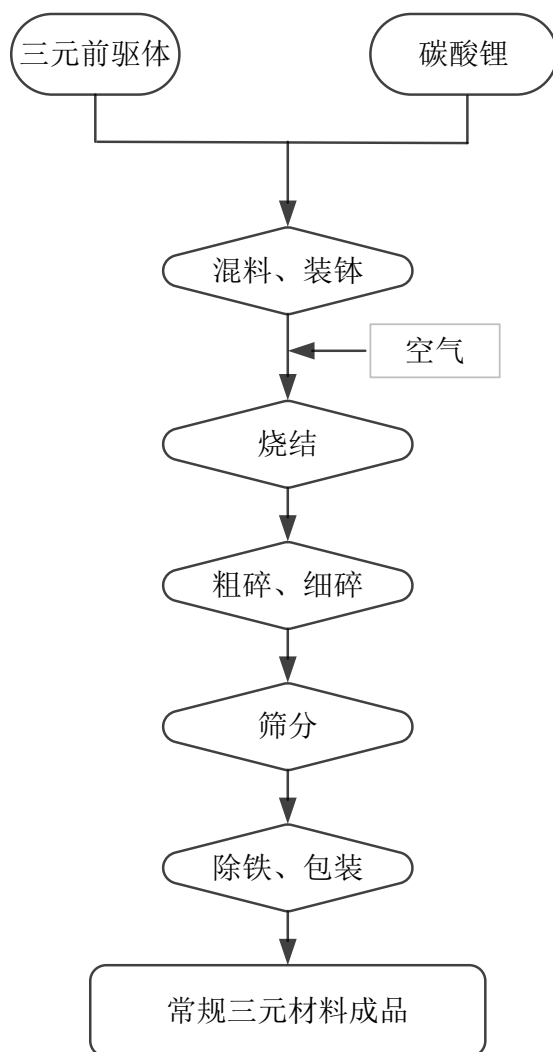 三元前驱体
碳酸锂
混料、装钵
空气
烧结
粗碎、细碎
筛分
除铁、包装
常规三元材料成品